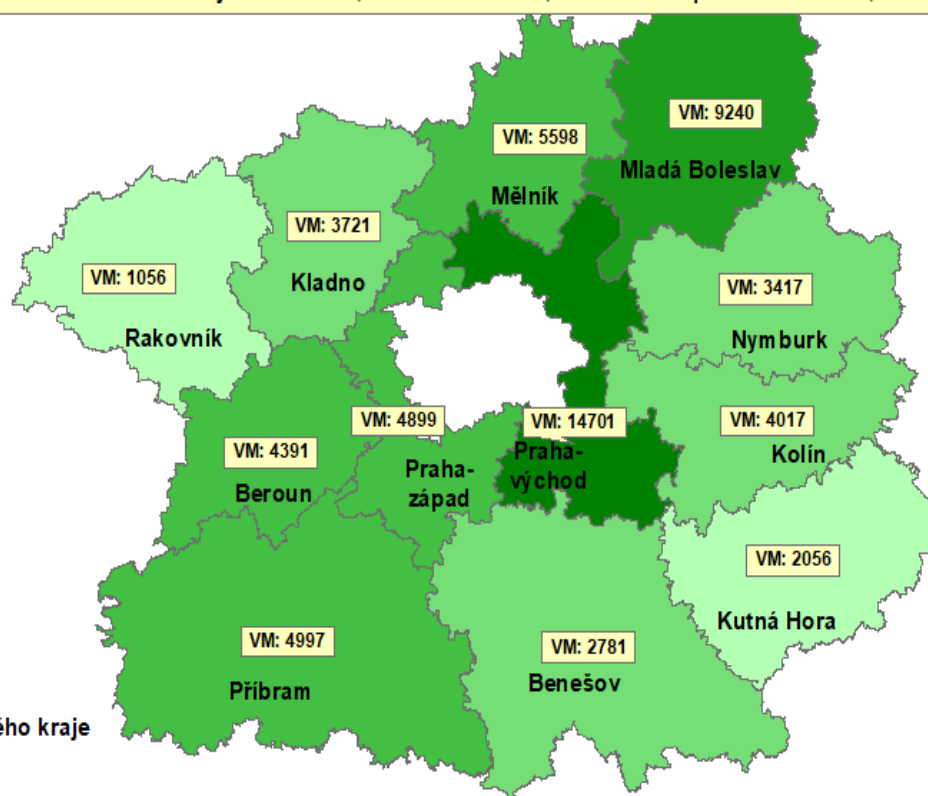 VM: 9240
Mladá Boleslav
VM: 5598
Mělník
VM: 3721
Kladno
VM: 1056
Rakovník
VM: 3417
Nymburk
VM: 4899
Praha-
západ
VM: 14701
Praha-
východ
VM: 4017
Kolín
VM: 4391
Beroun
VM: 2056
Kutná Hora
VM: 4997
Příbram
VM: 2781
Benešov
ého kraje